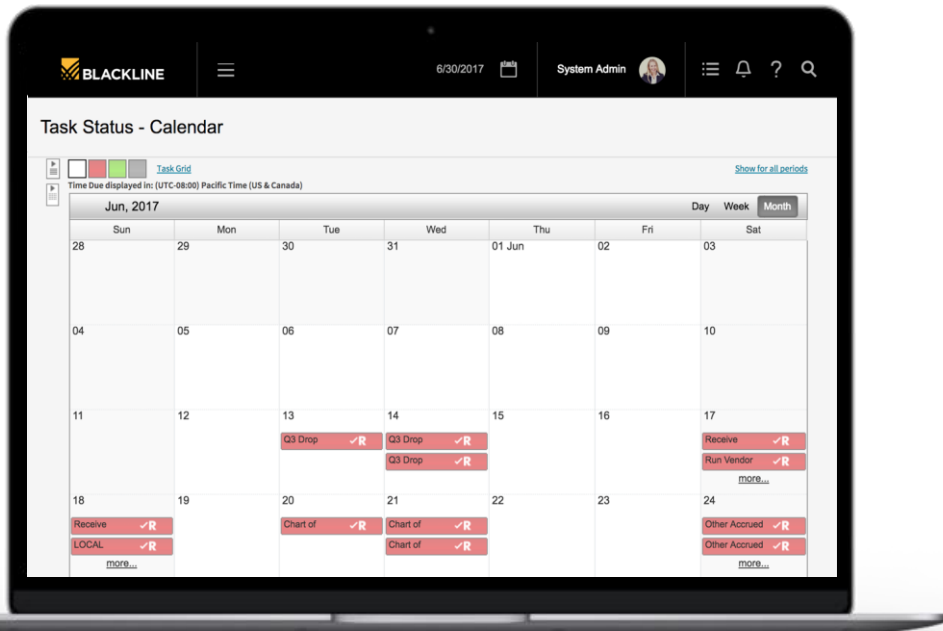 BLACKLINE
6/30/2017
System Admin
?
Task Status - Calendar
Task Grid
Show for all periods
Time Due displayed in: (UTC-08:00) Pacific Time (US & Canada)
Jun, 2017
Day Week Month
Sun Mon Tue Wed Thu Fri Sat
28 29 30 31 01 Jun 02 03
04 05 06 07 08 09 10
11 12 13 14 15 16 17
Q3 Drop ✓R Q3 Drop ✓R Receive ✓R
Q3 Drop ✓R Run Vendor ✓R
more...
18 19 20 21 22 23 24
Receive ✓R Chart of ✓R Chart of ✓R Other Accrued ✓R
LOCAL ✓R Chart of ✓R Other Accrued ✓R
more... more...